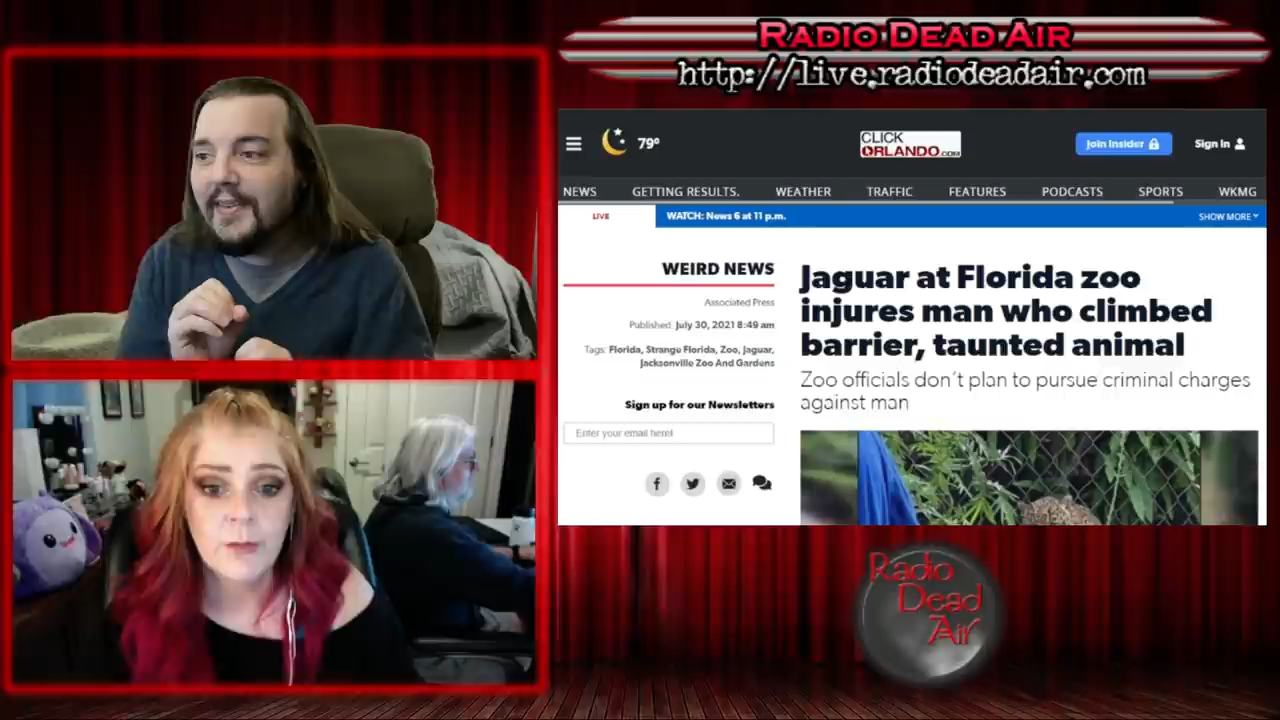 RADIO DEAD AIR
http://live.radiodeadair.com
79°
CLICK
ORLANDO.COM
Join Insider
Sign In
NEWS GETTING RESULTS. WEATHER TRAFFIC FEATURES PODCASTS SPORTS WKMG
LIVE WATCH: News 6 at 11 p.m. SHOW MORE
WEIRD NEWS
Associated Press
Published: July 30, 2021 8:49 am
Tags: Florida, Strange Florida, Zoo, Jaguar,
Jacksonville Zoo And Gardens
Sign up for our Newsletters
Enter your email here!
Jaguar at Florida zoo
injures man who climbed
barrier, taunted animal
Zoo officials don´t plan to pursue criminal charges
against man
Radio
Dead
Air